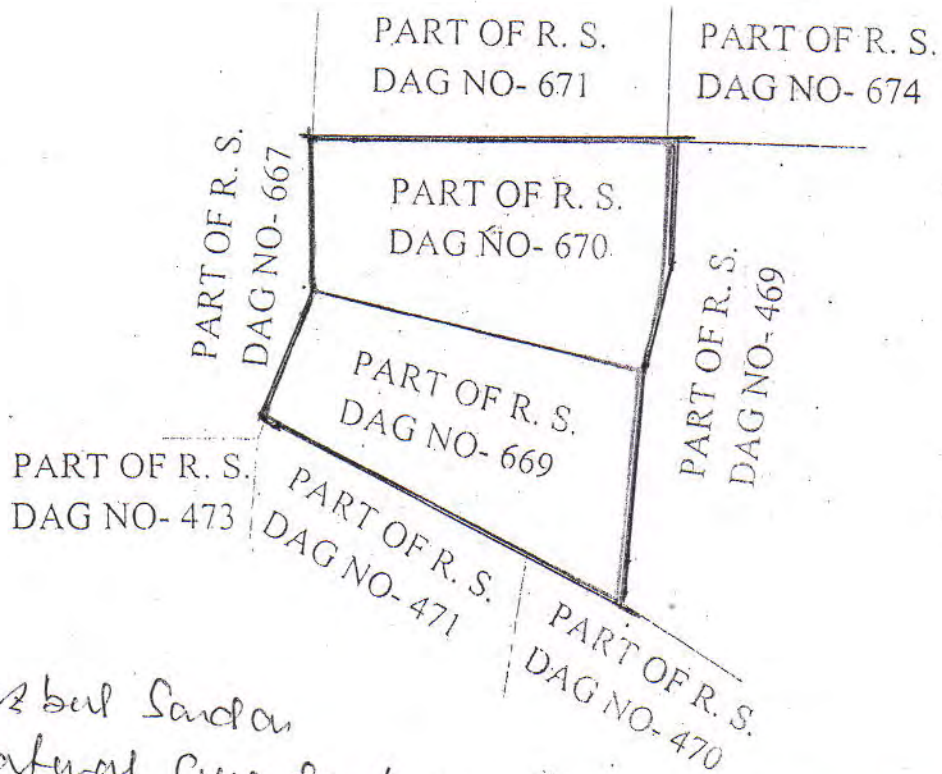 PART OF R. S.
DAG NO- 671
PART OF R. S.
DAG NO- 674
PART OF R. S.
DAG NO- 667
PART OF R. S.
DAG NO- 670
PART OF R. S.
DAG NO- 469
PART OF R. S.
DAG NO- 669
PART OF R. S.
DAG NO- 473
PART OF R. S.
DAG NO- 471
PART OF R. S.
DAG NO- 470